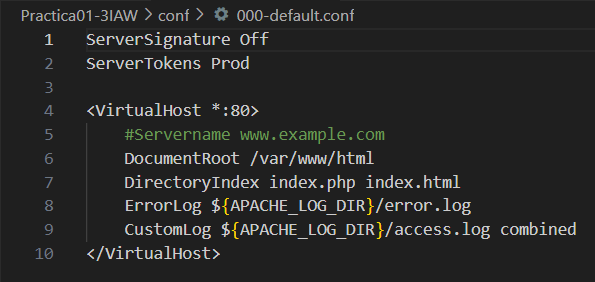 Practica01-3IAW > conf > 000-default.conf
1 ServerSignature Off
2 ServerTokens Prod
3
4 <VirtualHost *:80>
5 #Servername www.example.com
6 DocumentRoot /var/www/html
7 DirectoryIndex index.php index.html
8 ErrorLog ${APACHE_LOG_DIR}/error.log
9 CustomLog ${APACHE_LOG_DIR}/access.log combined
10 </VirtualHost>